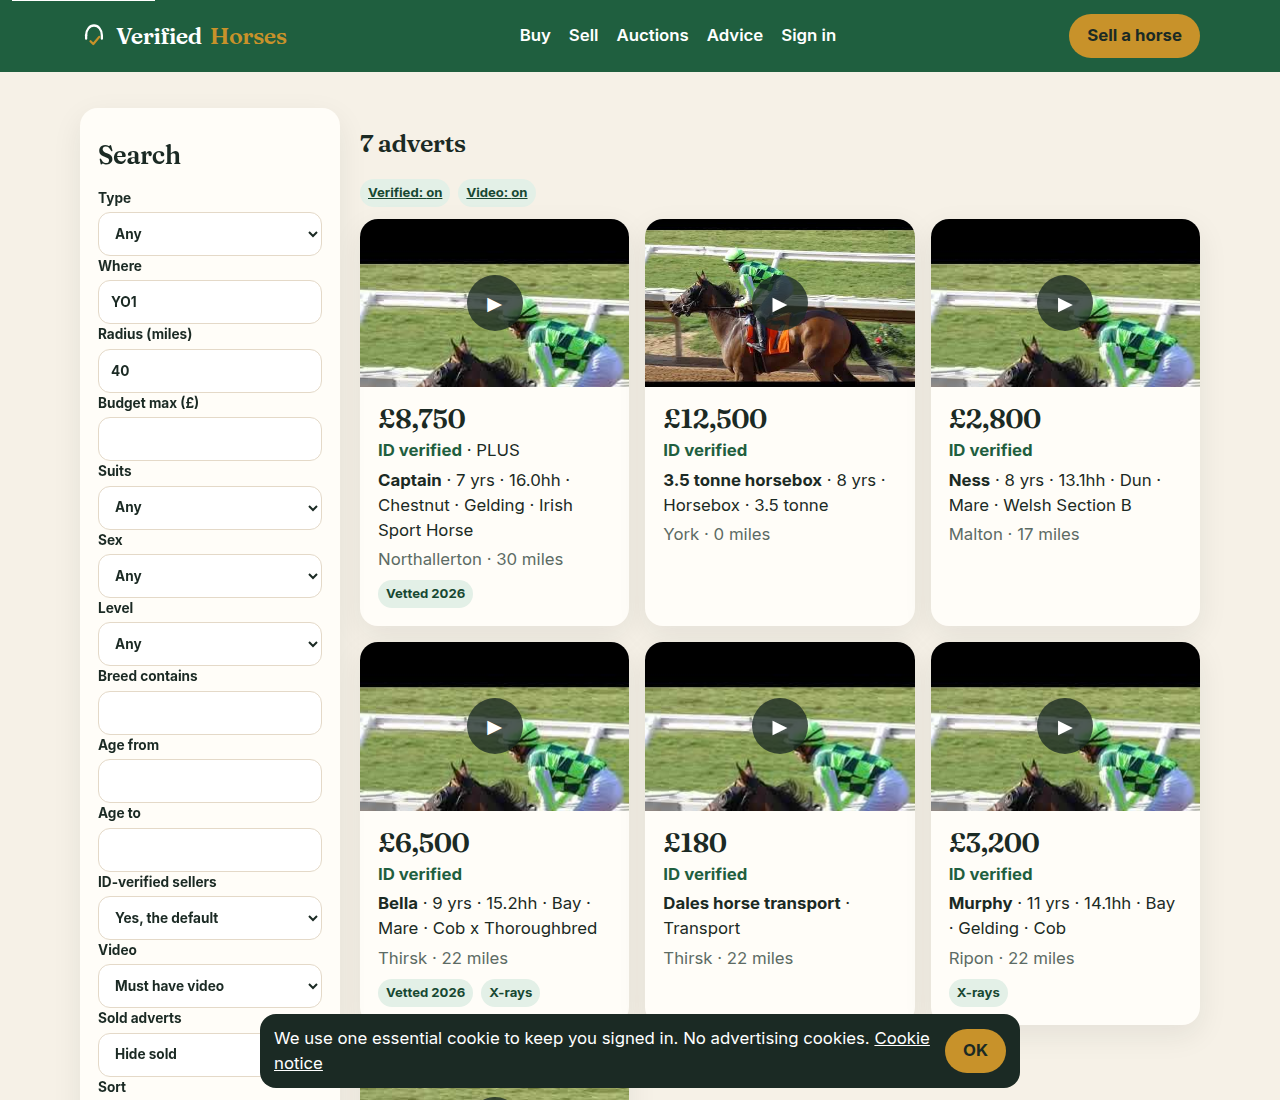 Verified Horses
Buy Sell Auctions Advice Sign in
Sell a horse
Search
Type
Any
Where
YO1
Radius (miles)
40
Budget max (£)
Suits
Any
Sex
Any
Level
Any
Breed contains
Age from
Age to
ID-verified sellers
Yes, the default
Video
Must have video
Sold adverts
Hide sold
Sort
7 adverts
Verified: on Video: on
£8,750
ID verified · PLUS
Captain · 7 yrs · 16.0hh ·
Chestnut · Gelding · Irish
Sport Horse
Northallerton · 30 miles
Vetted 2026
£12,500
ID verified
3.5 tonne horsebox · 8 yrs ·
Horsebox · 3.5 tonne
York · 0 miles
£2,800
ID verified
Ness · 8 yrs · 13.1hh · Dun ·
Mare · Welsh Section B
Malton · 17 miles
£6,500
ID verified
Bella · 9 yrs · 15.2hh · Bay ·
Mare · Cob x Thoroughbred
Thirsk · 22 miles
Vetted 2026 X-rays
£180
ID verified
Dales horse transport ·
Transport
Thirsk · 22 miles
£3,200
ID verified
Murphy · 11 yrs · 14.1hh · Bay
· Gelding · Cob
Ripon · 22 miles
X-rays
We use one essential cookie to keep you signed in. No advertising cookies. Cookie
notice
OK